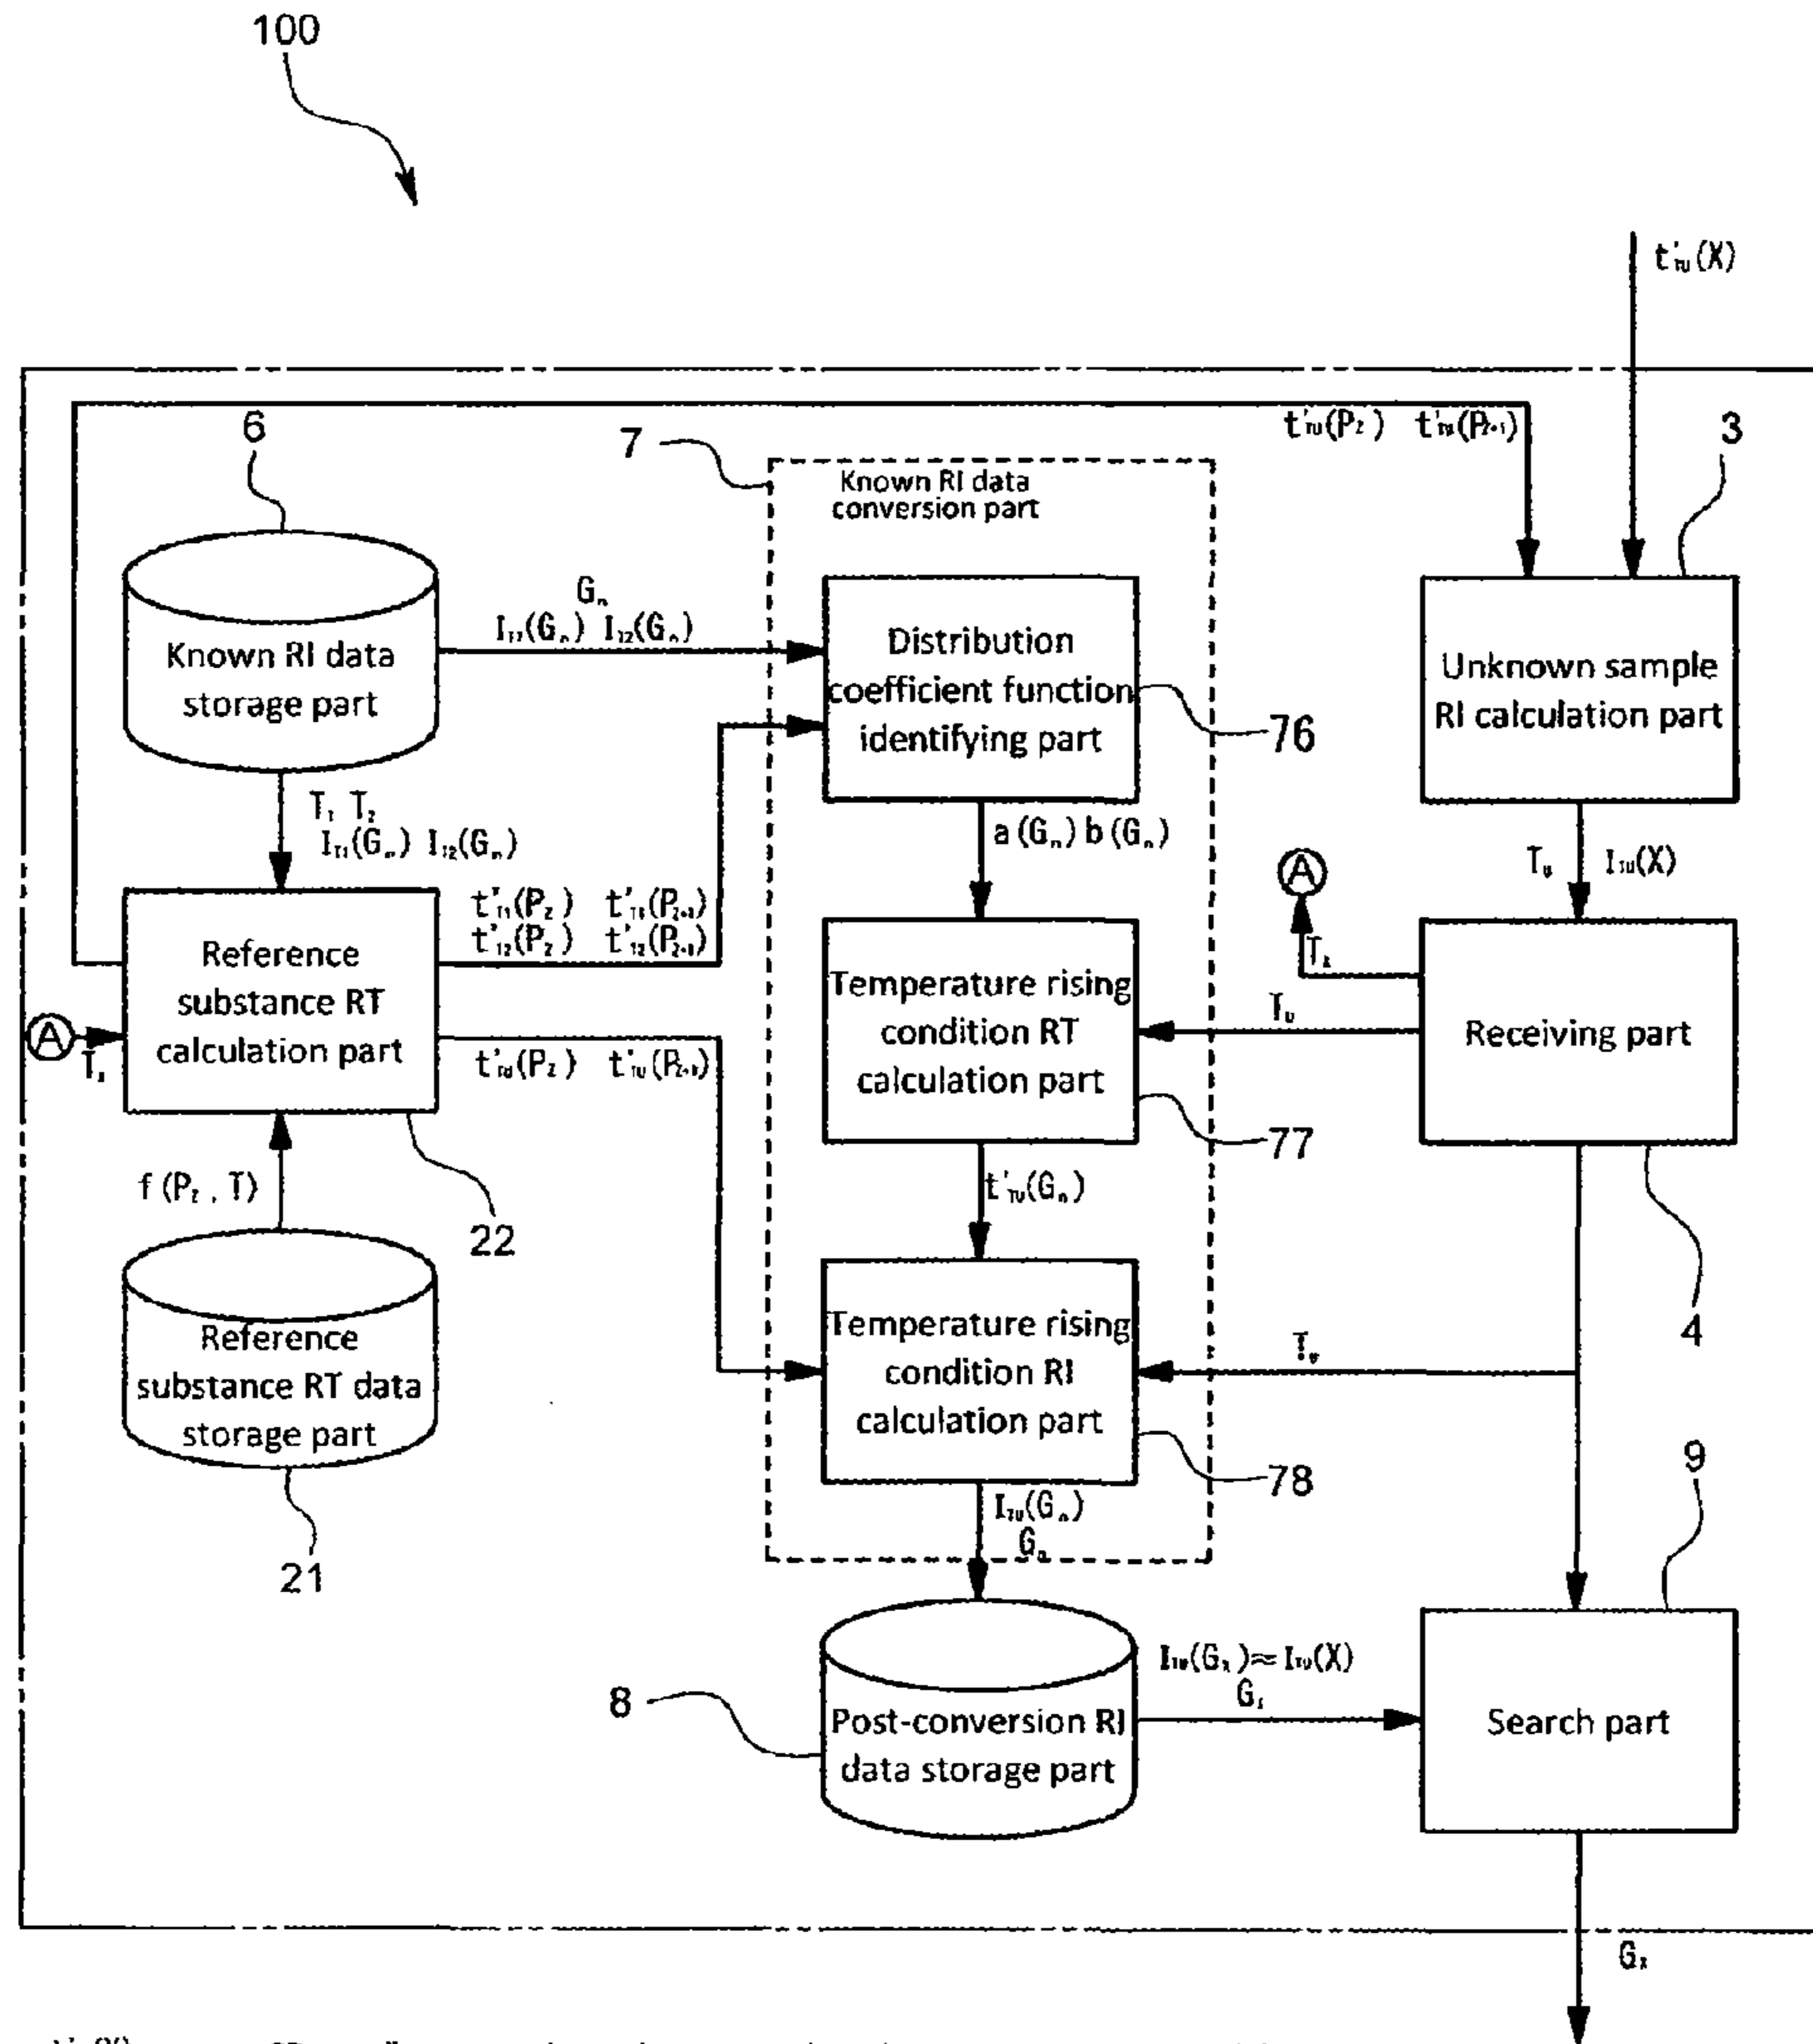 100
t'TU(X)
t'TU(PZ) t'TU(PZ+1)
6
7
3
Known RI data
conversion part
Known RI data
storage part
Gn
IT1(Gn) IT2(Gn)
Distribution
coefficient function
identifying part
76
Unknown sample
RI calculation part
T1 T2
IT1(Gn) IT2(Gn)
a(Gn) b(Gn)
TU ITU(X)
A
t'T1(PZ) t'T1(PZ+1)
t'T2(PZ) t'T2(PZ+1)
Reference
substance RT
calculation part
A
Temperature rising
condition RT
calculation part
TU
Receiving part
77
t'TU(PZ) t'TU(PZ+1)
f(PZ, T)
22
t'TU(Gn)
4
Reference
substance RT data
storage part
21
Temperature rising
condition RI
calculation part
TU
78
ITU(Gn)
Gn
9
8
Post-conversion RI
data storage part
ITU(GX)≈ITU(X)
GX
Search part
GX